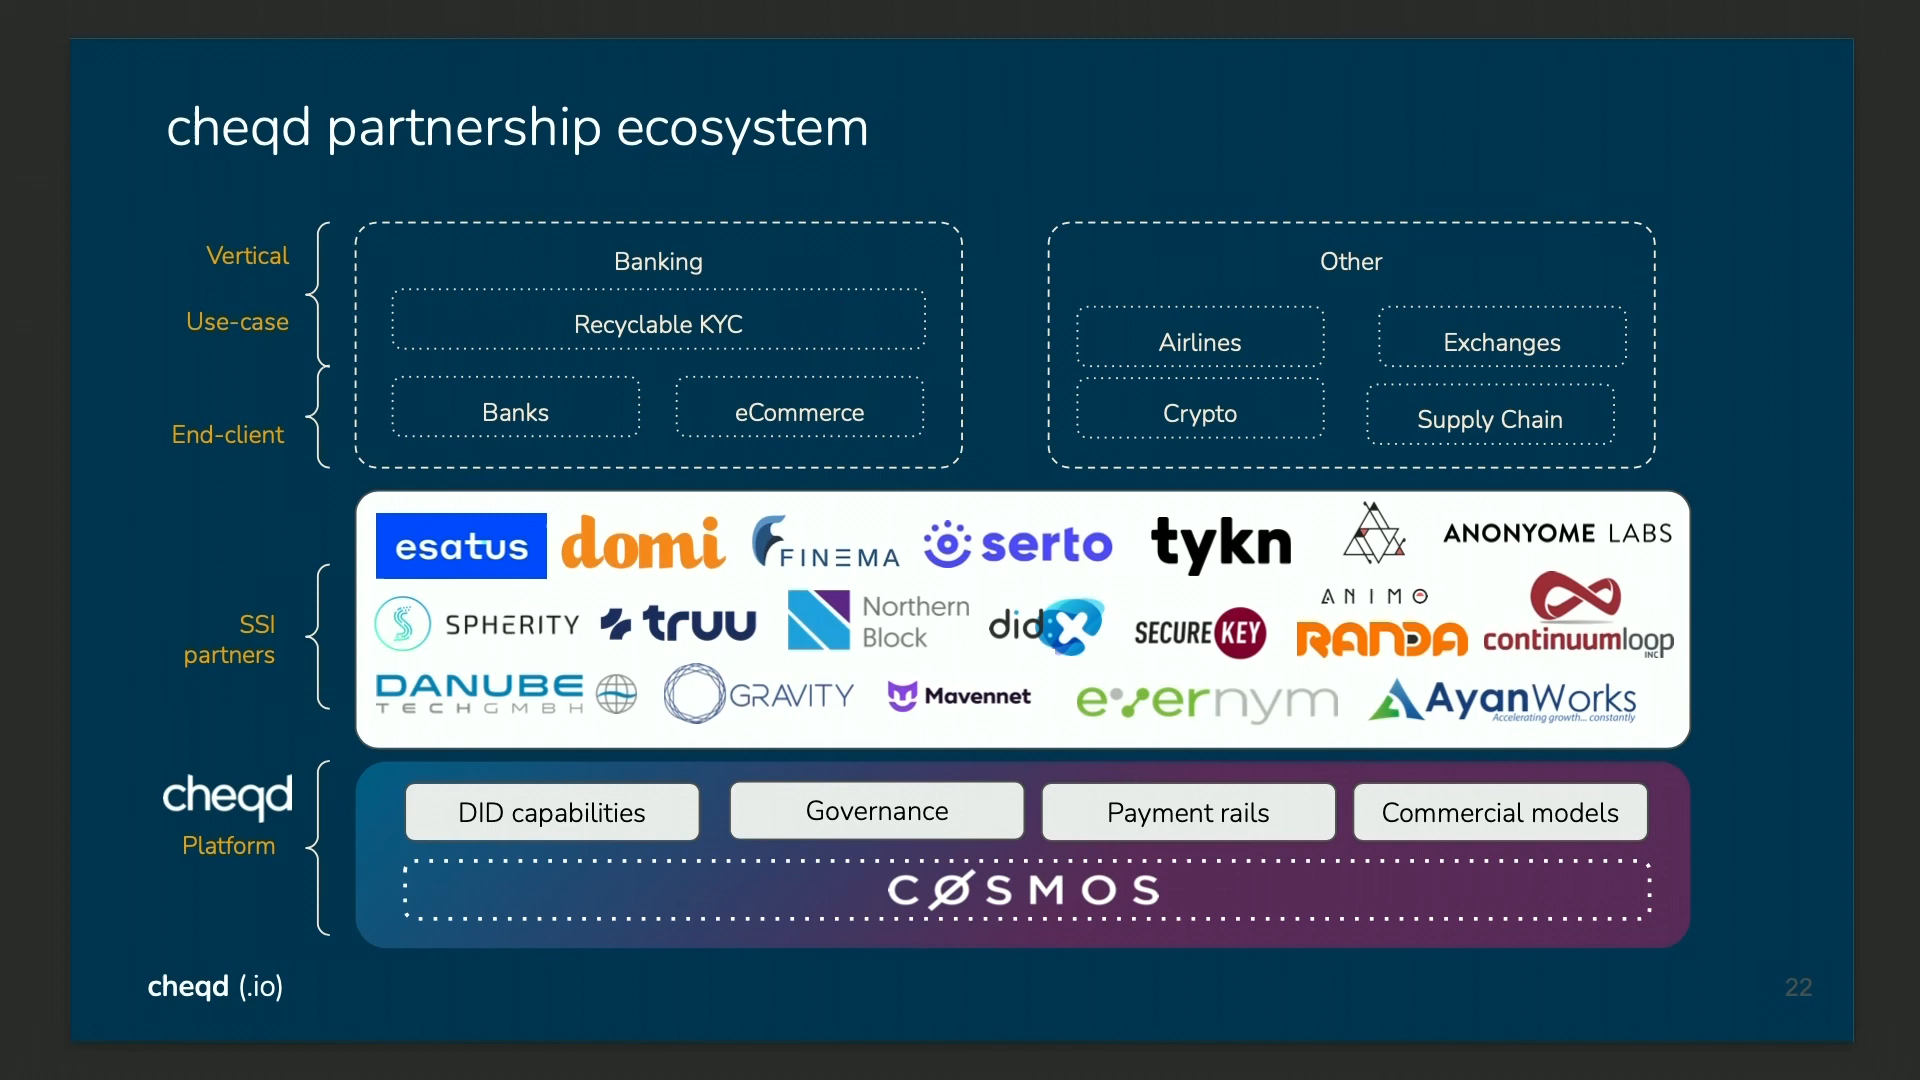 cheqd partnership ecosystem
Vertical
Use-case
End-client
Banking
Recyclable KYC
Banks
eCommerce
Other
Airlines
Exchanges
Crypto
Supply Chain
SSI
partners
esatus
domi
FINEMA
serto
tykn
ANIMO
ANONYOME LABS
SPHERITY
truu
Northern
Block
didx
SECUREKEY
RANDA
continuumloop
INC
DANUBE
TECHGMBH
GRAVITY
Mavennet
evernym
AyanWorks
Accelerating growth... constantly
cheqd
Platform
DID capabilities
Governance
Payment rails
Commercial models
CØSMOS
cheqd (.io)
22